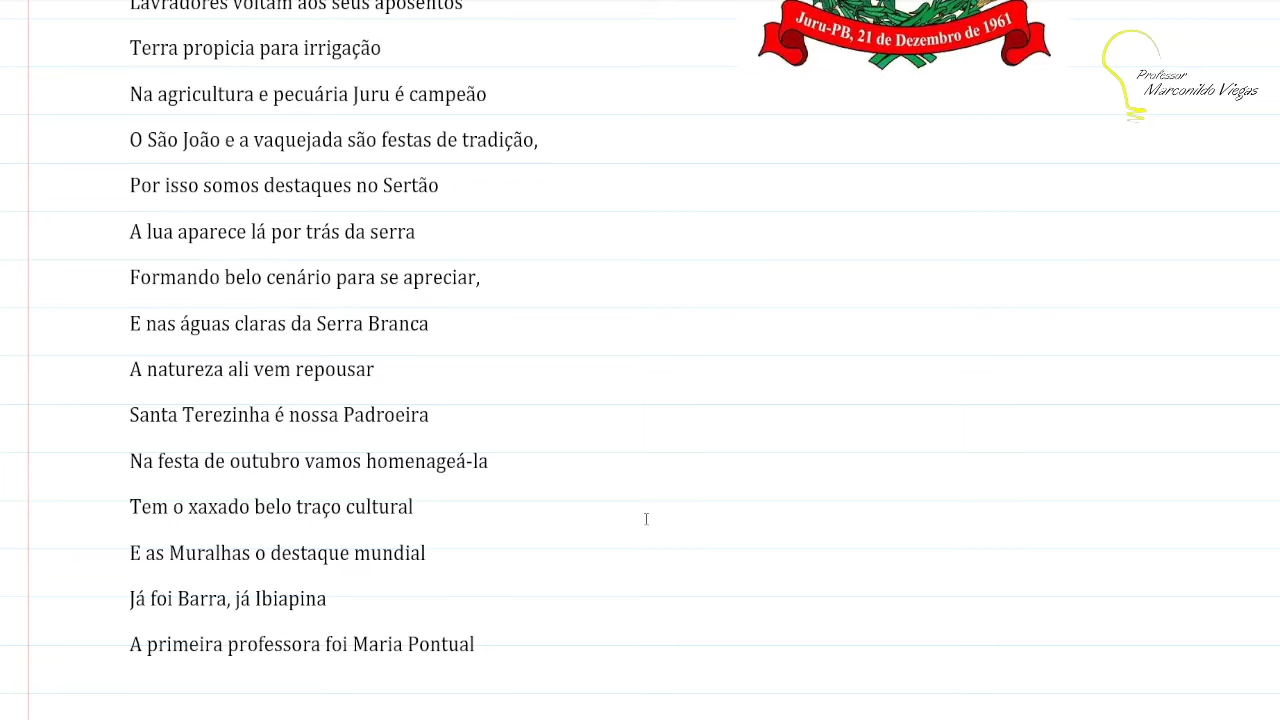 Lavradores voltam aos seus aposentos
Juru-PB, 21 de Dezembro de 1961
Terra propicia para irrigação
Professor
Marconildo Viegas
Na agricultura e pecuária Juru é campeão
O São João e a vaquejada são festas de tradição,
Por isso somos destaques no Sertão
A lua aparece lá por trás da serra
Formando belo cenário para se apreciar,
E nas águas claras da Serra Branca
A natureza ali vem repousar
Santa Terezinha é nossa Padroeira
Na festa de outubro vamos homenageá-la
Tem o xaxado belo traço cultural
E as Muralhas o destaque mundial
Já foi Barra, já Ibiapina
A primeira professora foi Maria Pontual